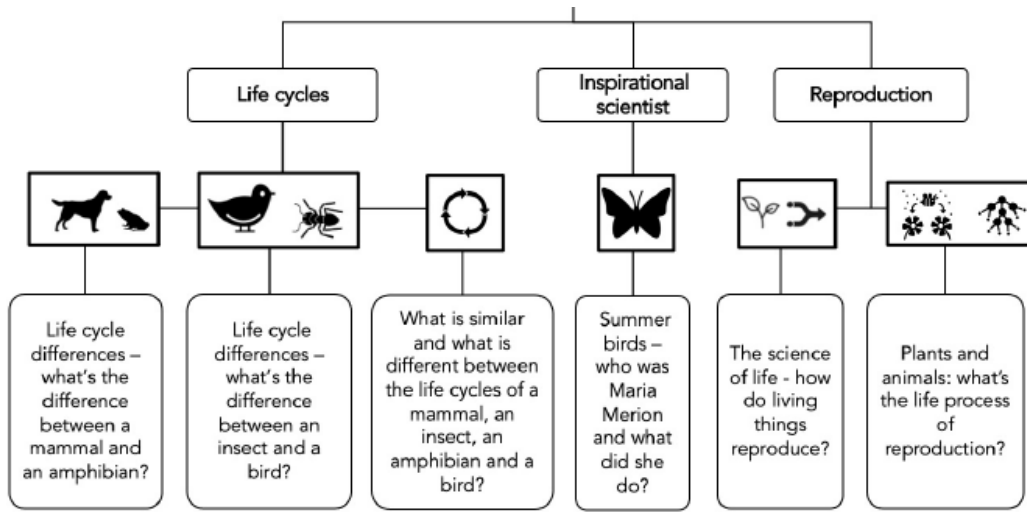 Life cycles
Inspirational
scientist
Reproduction
Life cycle
differences –
what's the
difference
between a
mammal and
an amphibian?
Life cycle
differences –
what's the
difference
between an
insect and a
bird?
What is similar
and what is
different between
the life cycles of a
mammal, an
insect, an
amphibian and a
bird?
Summer
birds –
who was
Maria
Merion
and what
did she
do?
The science
of life - how
do living
things
reproduce?
Plants and
animals: what's
the life process
of
reproduction?